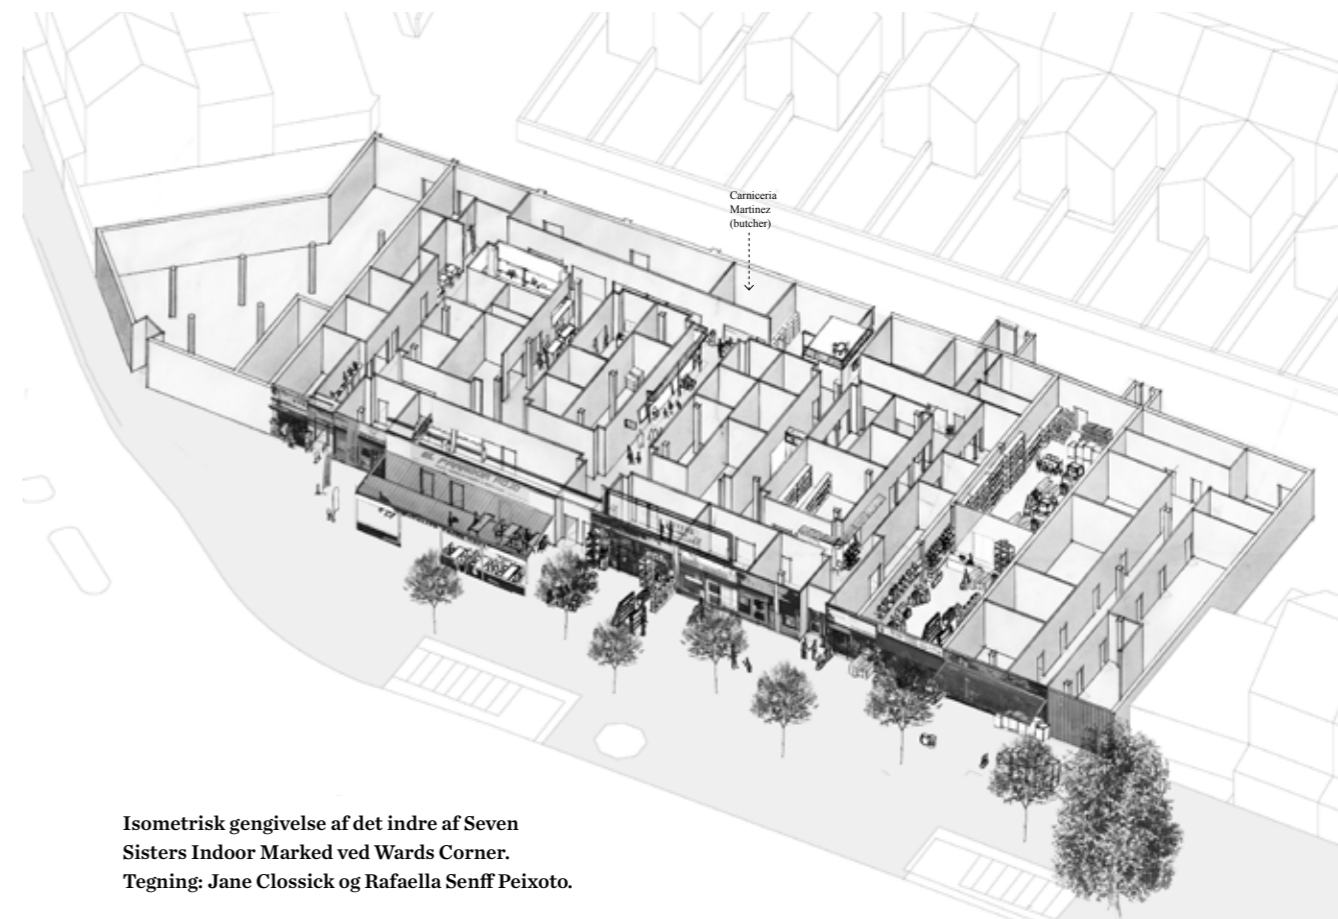 Carniceria
Martinez
(butcher)
Isometrisk gengivelse af det indre af Seven
Sisters Indoor Marked ved Wards Corner.
Tegning: Jane Clossick og Rafaella Senff Peixoto.